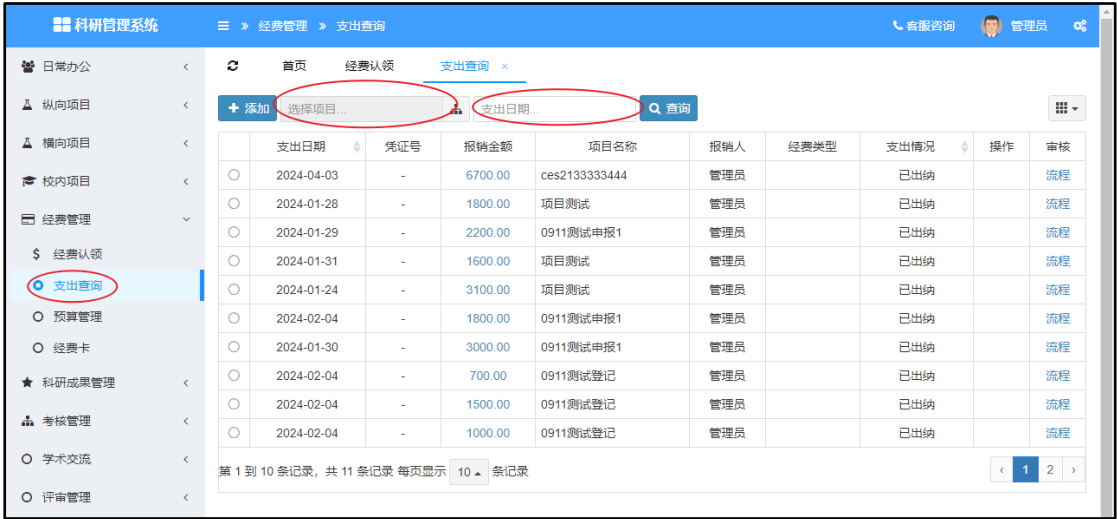 科研管理系统 » 经费管理 » 支出查询 客服咨询 管理员
日常办公
纵向项目
横向项目
校内项目
经费管理
经费认领
支出查询
预算管理
经费卡
科研成果管理
考核管理
学术交流
评审管理
首页 经费认领 支出查询 ×
添加 选择项目... 支出日期... 查询
支出日期 凭证号 报销金额 项目名称 报销人 经费类型 支出情况 操作 审核
2024-04-03 - 6700.00 ces2133333444 管理员 已出纳 流程
2024-01-28 - 1800.00 项目测试 管理员 已出纳 流程
2024-01-29 - 2200.00 0911测试申报1 管理员 已出纳 流程
2024-01-31 - 1600.00 项目测试 管理员 已出纳 流程
2024-01-24 - 3100.00 项目测试 管理员 已出纳 流程
2024-02-04 - 1800.00 0911测试申报1 管理员 已出纳 流程
2024-01-30 - 3000.00 0911测试申报1 管理员 已出纳 流程
2024-02-04 - 700.00 0911测试登记 管理员 已出纳 流程
2024-02-04 - 1500.00 0911测试登记 管理员 已出纳 流程
2024-02-04 - 1000.00 0911测试登记 管理员 已出纳 流程
第 1 到 10 条记录，共 11 条记录 每页显示 10 条记录 ‹ 1 2 ›